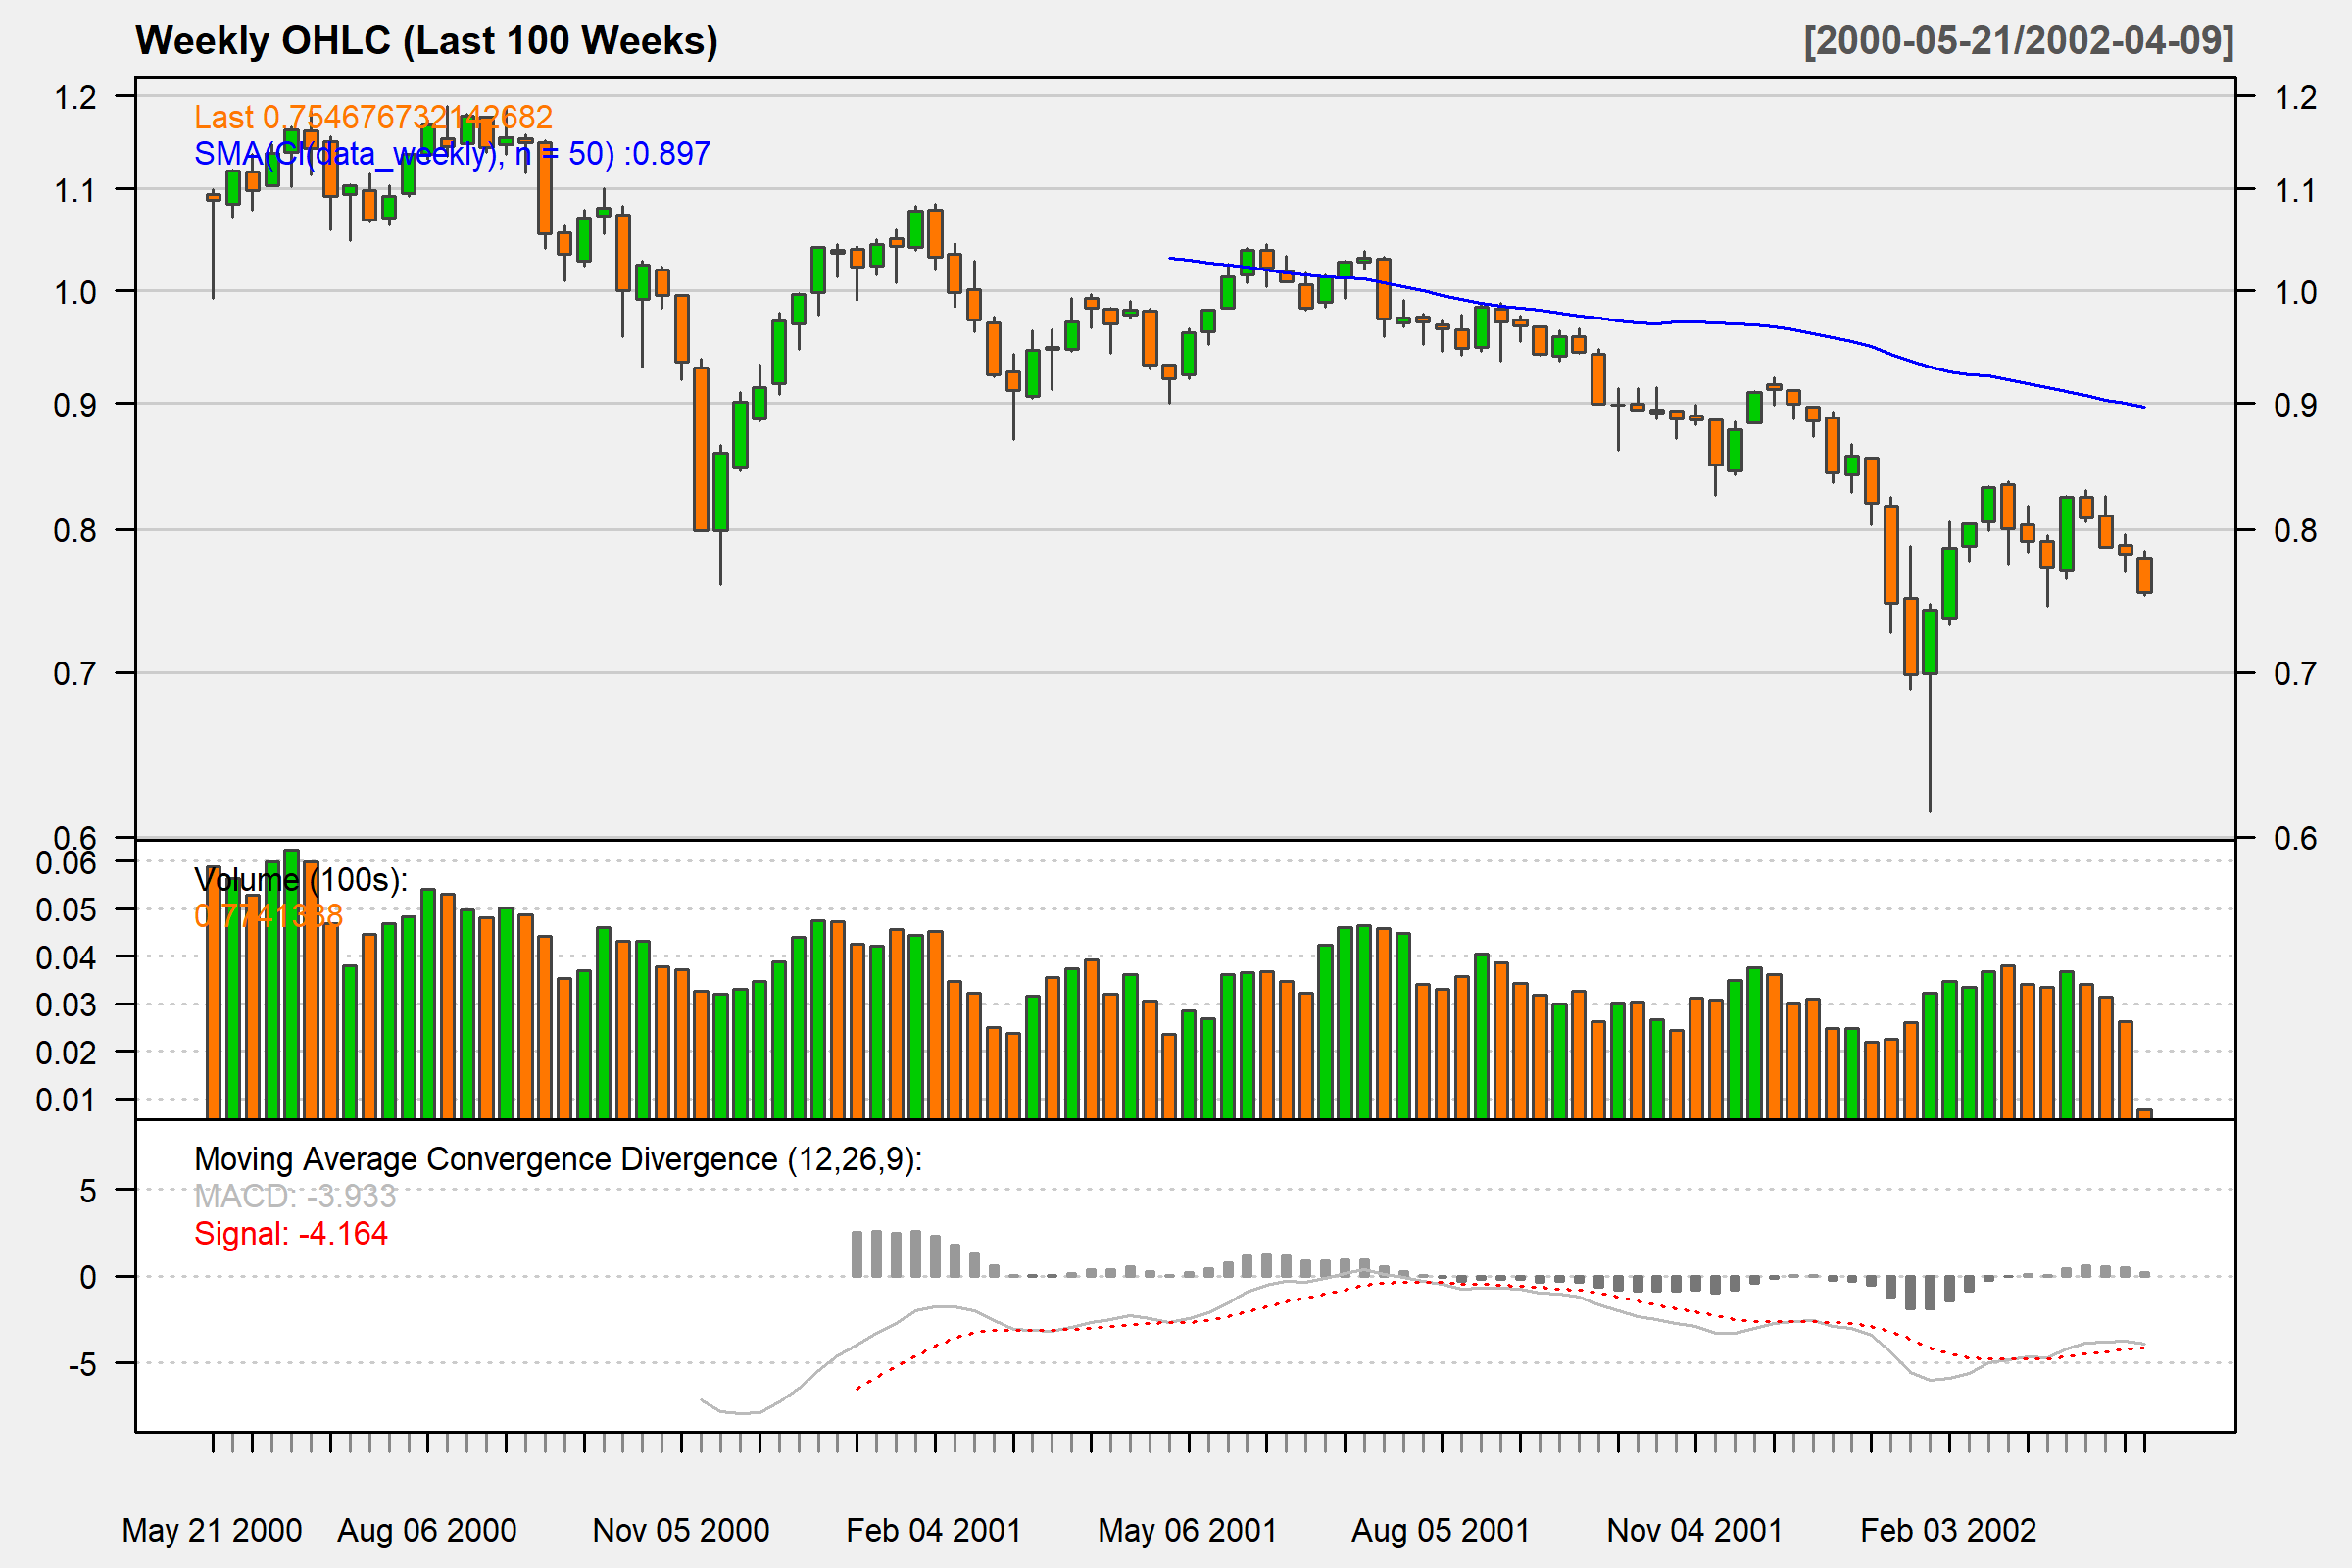 Weekly OHLC (Last 100 Weeks) [2000-05-21/2002-04-09]
Last 0.754676732142682
SMA(Cl(data_weekly), n = 50) :0.897
1.2 1.2
1.1 1.1
1.0 1.0
0.9 0.9
0.8 0.8
0.7 0.7
0.6 0.6
Volume (100s):
0.7741388
0.06
0.05
0.04
0.03
0.02
0.01
Moving Average Convergence Divergence (12,26,9):
MACD: -3.933
Signal: -4.164
5
0
-5
May 21 2000 Aug 06 2000 Nov 05 2000 Feb 04 2001 May 06 2001 Aug 05 2001 Nov 04 2001 Feb 03 2002